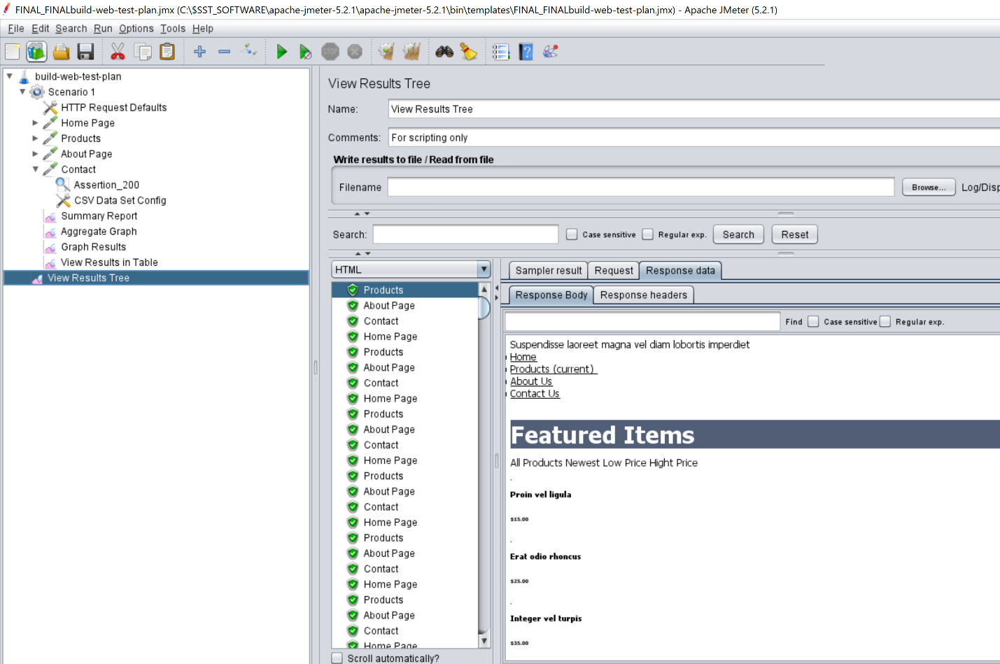 FINAL_FINALbuild-web-test-plan.jmx (C:\$SST_SOFTWARE\apache-jmeter-5.2.1\apache-jmeter-5.2.1\bin\templates\FINAL_FINALbuild-web-test-plan.jmx) - Apache JMeter (5.2.1)
File Edit Search Run Options Tools Help
STOP
build-web-test-plan
Scenario 1
HTTP Request Defaults
Home Page
Products
About Page
Contact
Assertion_200
CSV Data Set Config
Summary Report
Aggregate Graph
Graph Results
View Results in Table
View Results Tree
View Results Tree
Name: View Results Tree
Comments: For scripting only
Write results to file / Read from file
Filename Browse... Log/Disp
Search: Case sensitive Regular exp. Search Reset
HTML
Products
About Page
Contact
Home Page
Products
About Page
Contact
Home Page
Products
About Page
Contact
Home Page
Products
About Page
Contact
Home Page
Products
About Page
Contact
Home Page
Products
About Page
Contact
Home Page
Scroll automatically?
Sampler result Request Response data
Response Body Response headers
Find Case sensitive Regular exp.
Suspendisse laoreet magna vel diam lobortis imperdiet
Home
Products (current)
About Us
Contact Us
Featured Items
All Products Newest Low Price Hight Price
.
Proin vel ligula
$15.00
.
Erat odio rhoncus
$25.00
.
Integer vel turpis
$35.00